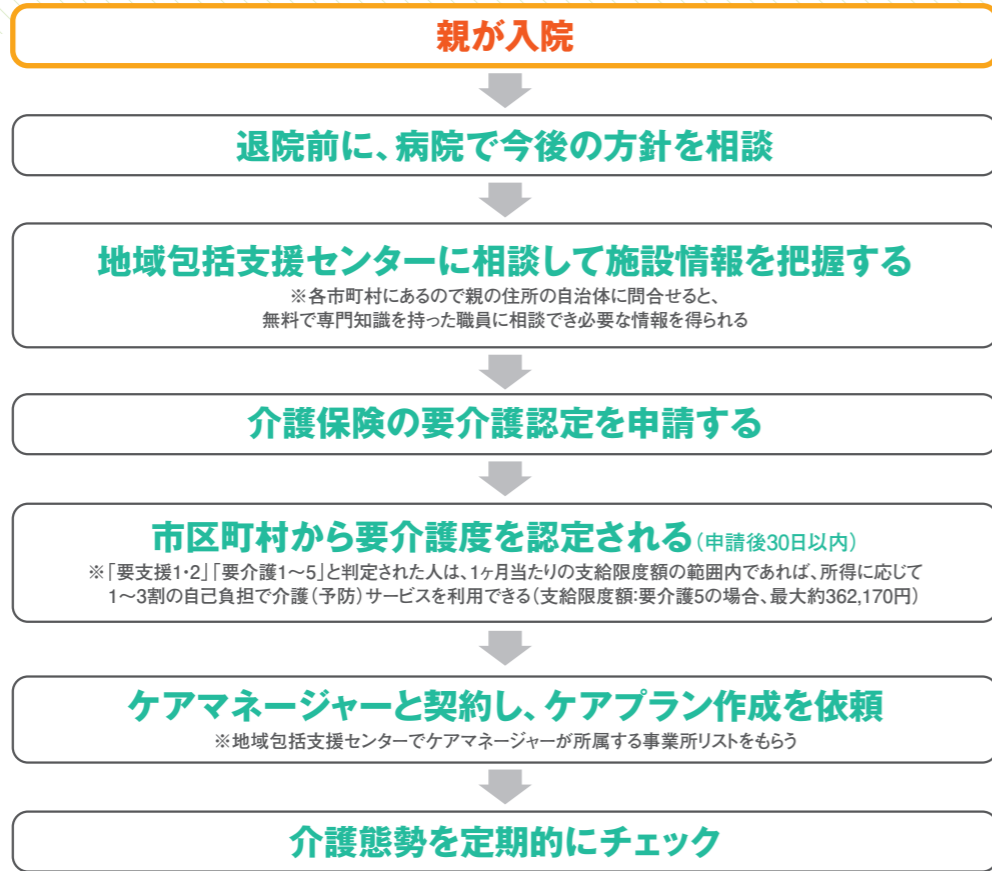 親が入院
退院前に、病院で今後の方針を相談
地域包括支援センターに相談して施設情報を把握する
※各市町村にあるので親の住所の自治体に問合せると、
無料で専門知識を持った職員に相談でき必要な情報を得られる
介護保険の要介護認定を申請する
市区町村から要介護度を認定される(申請後30日以内)
※「要支援1・2」「要介護1〜5」と判定された人は、1ヶ月当たりの支給限度額の範囲内であれば、所得に応じて
1〜3割の自己負担で介護(予防)サービスを利用できる(支給限度額:要介護5の場合、最大約362,170円)
ケアマネージャーと契約し、ケアプラン作成を依頼
※地域包括支援センターでケアマネージャーが所属する事業所リストをもらう
介護態勢を定期的にチェック